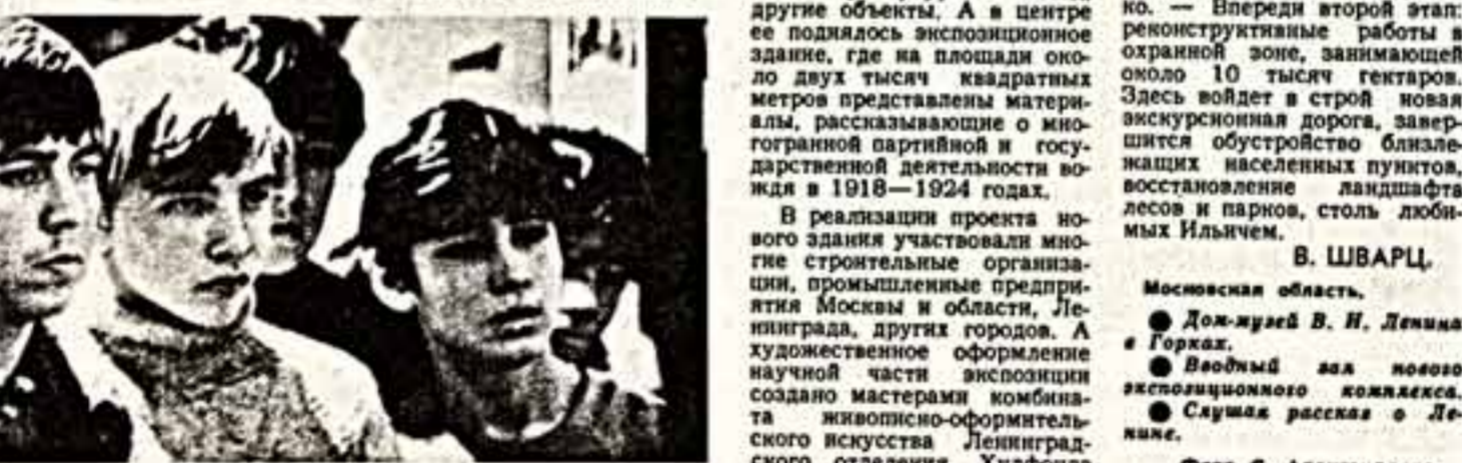 другие объекты. А в центре
ее поднялось экспозиционное
здание, где на площади око-
ло двух тысяч квадратных
метров представлены матери-
алы, рассказывающие о мно-
гогранной партийной и госу-
дарственной деятельности во-
ждя в 1918—1924 годах.
В реализации проекта но-
вого здания участвовали мно-
гие строительные организа-
ции, промышленные предпри-
ятия Москвы и области, Ле-
нинграда, других городов. А
художественное оформление
научной части экспозиции
создано мастерами комбина-
та живописно-оформитель-
ского искусства Ленинград-
ского отделения Худфонда
ко. — Впереди второй этап:
реконструктивные работы в
охранной зоне, занимающей
около 10 тысяч гектаров.
Здесь войдет в строй новая
экскурсионная дорога, завер-
шится обустройство близле-
жащих населенных пунктов,
восстановление ландшафта
лесов и парков, столь люби-
мых Ильичем.
В. ШВАРЦ.
Московская область.
● Дом-музей В. И. Ленина
в Горках.
● Вводный зал нового
экспозиционного комплекса.
● Слушая рассказ о Ле-
нине.